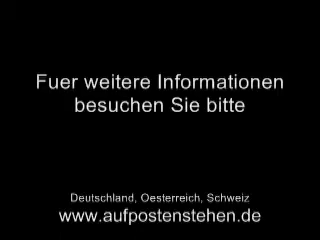 Fuer weitere Informationen
besuchen Sie bitte
Deutschland, Oesterreich, Schweiz
www.aufpostenstehen.de